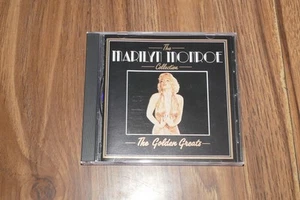 The
MARILYN MONROE
Collection
The Golden Greats